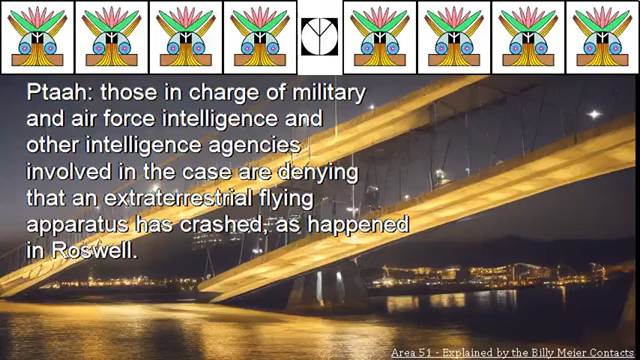 Ptaah: those in charge of military
and air force intelligence and
other intelligence agencies
involved in the case are denying
that an extraterrestrial flying
apparatus has crashed, as happened
in Roswell.
Area 51 - Explained by the Billy Meier Contacts